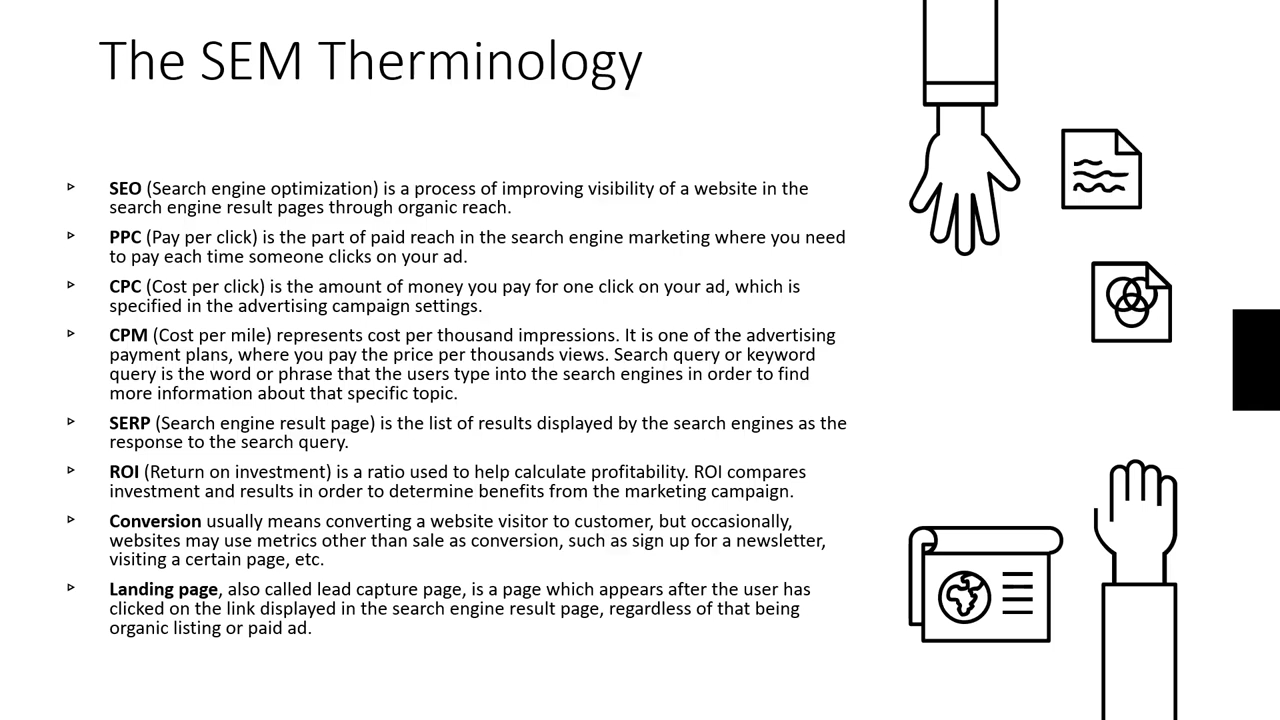 The SEM Therminology
SEO (Search engine optimization) is a process of improving visibility of a website in the
search engine result pages through organic reach.
PPC (Pay per click) is the part of paid reach in the search engine marketing where you need
to pay each time someone clicks on your ad.
CPC (Cost per click) is the amount of money you pay for one click on your ad, which is
specified in the advertising campaign settings.
CPM (Cost per mile) represents cost per thousand impressions. It is one of the advertising
payment plans, where you pay the price per thousands views. Search query or keyword
query is the word or phrase that the users type into the search engines in order to find
more information about that specific topic.
SERP (Search engine result page) is the list of results displayed by the search engines as the
response to the search query.
ROI (Return on investment) is a ratio used to help calculate profitability. ROI compares
investment and results in order to determine benefits from the marketing campaign.
Conversion usually means converting a website visitor to customer, but occasionally,
websites may use metrics other than sale as conversion, such as sign up for a newsletter,
visiting a certain page, etc.
Landing page, also called lead capture page, is a page which appears after the user has
clicked on the link displayed in the search engine result page, regardless of that being
organic listing or paid ad.